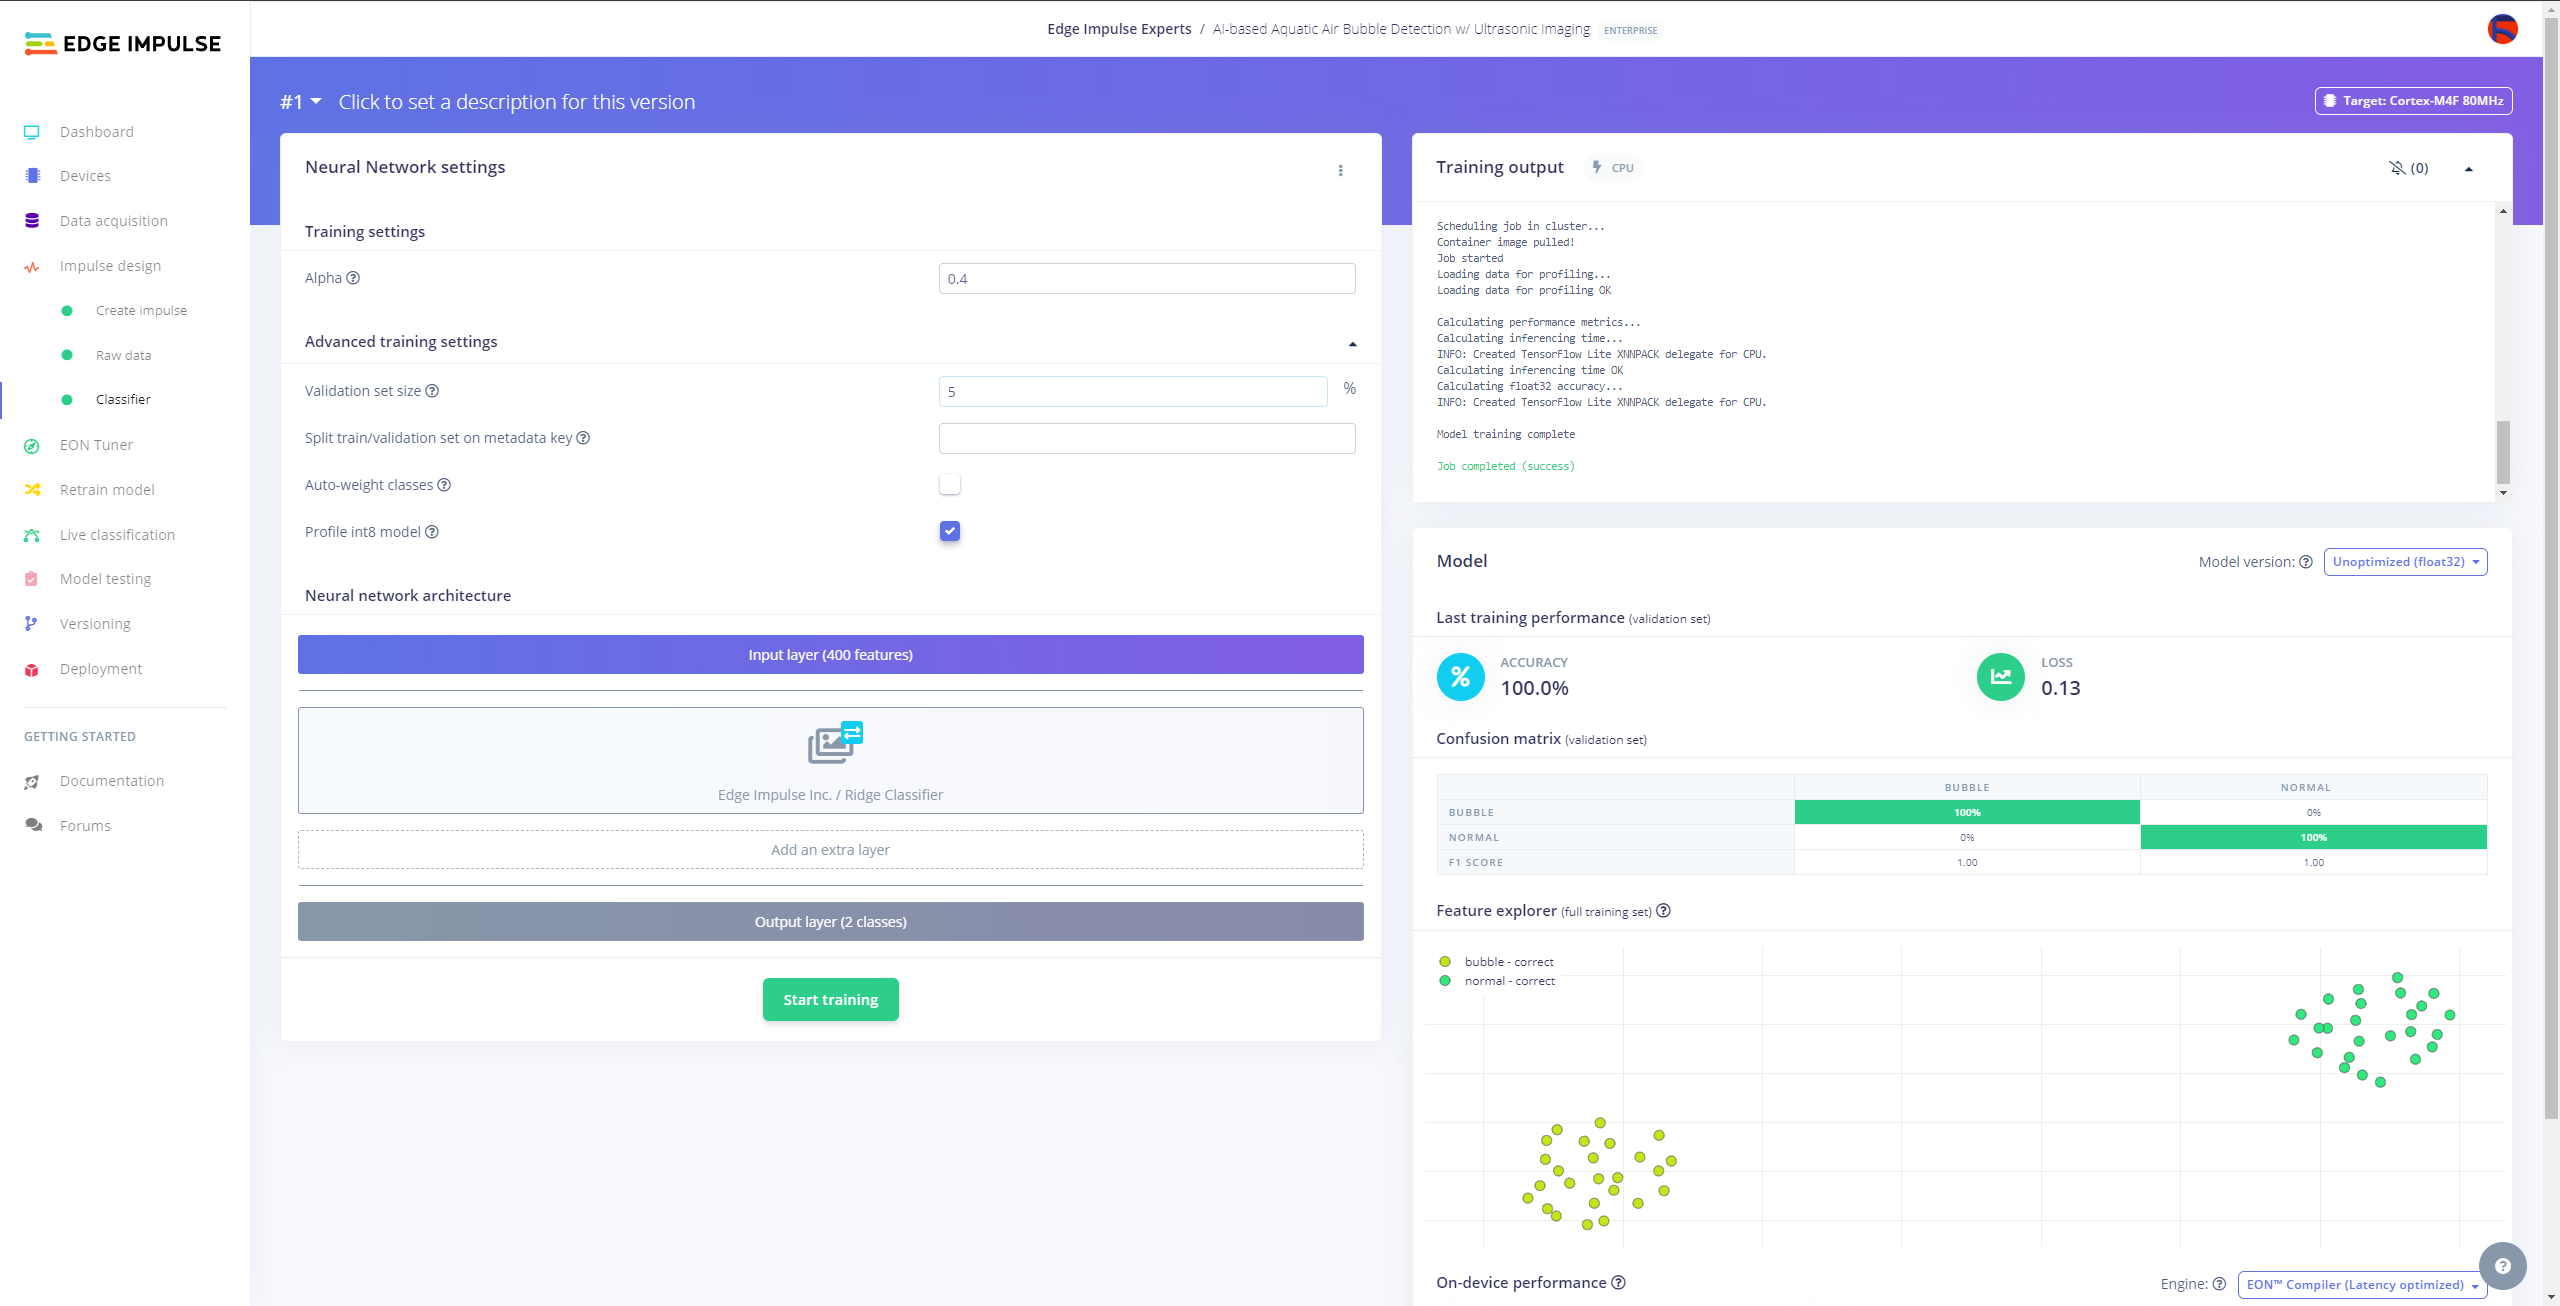 EDGE IMPULSE
Edge Impulse Experts / AI-based Aquatic Air Bubble Detection w/ Ultrasonic Imaging ENTERPRISE
Dashboard
Devices
Data acquisition
Impulse design
Create impulse
Raw data
Classifier
EON Tuner
Retrain model
Live classification
Model testing
Versioning
Deployment
GETTING STARTED
Documentation
Forums
#1 Click to set a description for this version
Target: Cortex-M4F 80MHz
Neural Network settings
Training settings
Alpha
0.4
Advanced training settings
Validation set size
5 %
Split train/validation set on metadata key
Auto-weight classes
Profile int8 model
Neural network architecture
Input layer (400 features)
Edge Impulse Inc. / Ridge Classifier
Add an extra layer
Output layer (2 classes)
Start training
Training output CPU (0)
Scheduling job in cluster...
Container image pulled!
Job started
Loading data for profiling...
Loading data for profiling OK
Calculating performance metrics...
Calculating inferencing time...
INFO: Created TensorFlow Lite XNNPACK delegate for CPU.
Calculating inferencing time OK
Calculating float32 accuracy...
INFO: Created TensorFlow Lite XNNPACK delegate for CPU.
Model training complete
Job completed (success)
Model
Model version: Unoptimized (float32)
Last training performance (validation set)
% ACCURACY
100.0%
LOSS
0.13
Confusion matrix (validation set)
BUBBLE NORMAL
BUBBLE 100% 0%
NORMAL 0% 100%
F1 SCORE 1.00 1.00
Feature explorer (full training set)
bubble - correct
normal - correct
On-device performance
Engine: EON™ Compiler (Latency optimized)